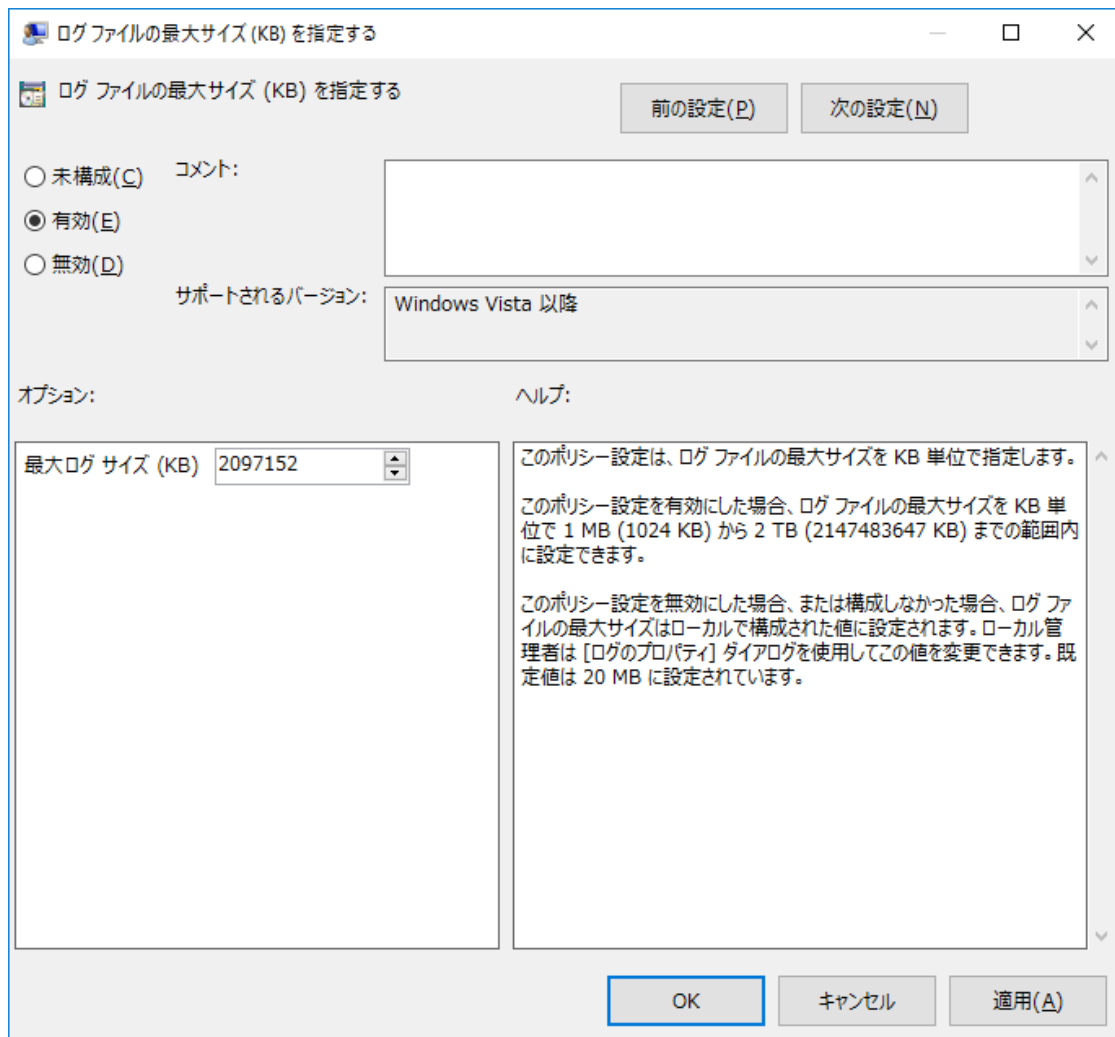 ログ ファイルの最大サイズ (KB) を指定する
ログ ファイルの最大サイズ (KB) を指定する
前の設定(P)
次の設定(N)
未構成(C)
コメント:
有効(E)
無効(D)
サポートされるバージョン:
Windows Vista 以降
オプション:
ヘルプ:
最大ログ サイズ (KB)
2097152
このポリシー設定は、ログ ファイルの最大サイズを KB 単位で指定します。
このポリシー設定を有効にした場合、ログ ファイルの最大サイズを KB 単
位で 1 MB (1024 KB) から 2 TB (2147483647 KB) までの範囲内
に設定できます。
このポリシー設定を無効にした場合、または構成しなかった場合、ログ ファ
イルの最大サイズはローカルで構成された値に設定されます。ローカル管
理者は [ログのプロパティ] ダイアログを使用してこの値を変更できます。既
定値は 20 MB に設定されています。
OK
キャンセル
適用(A)